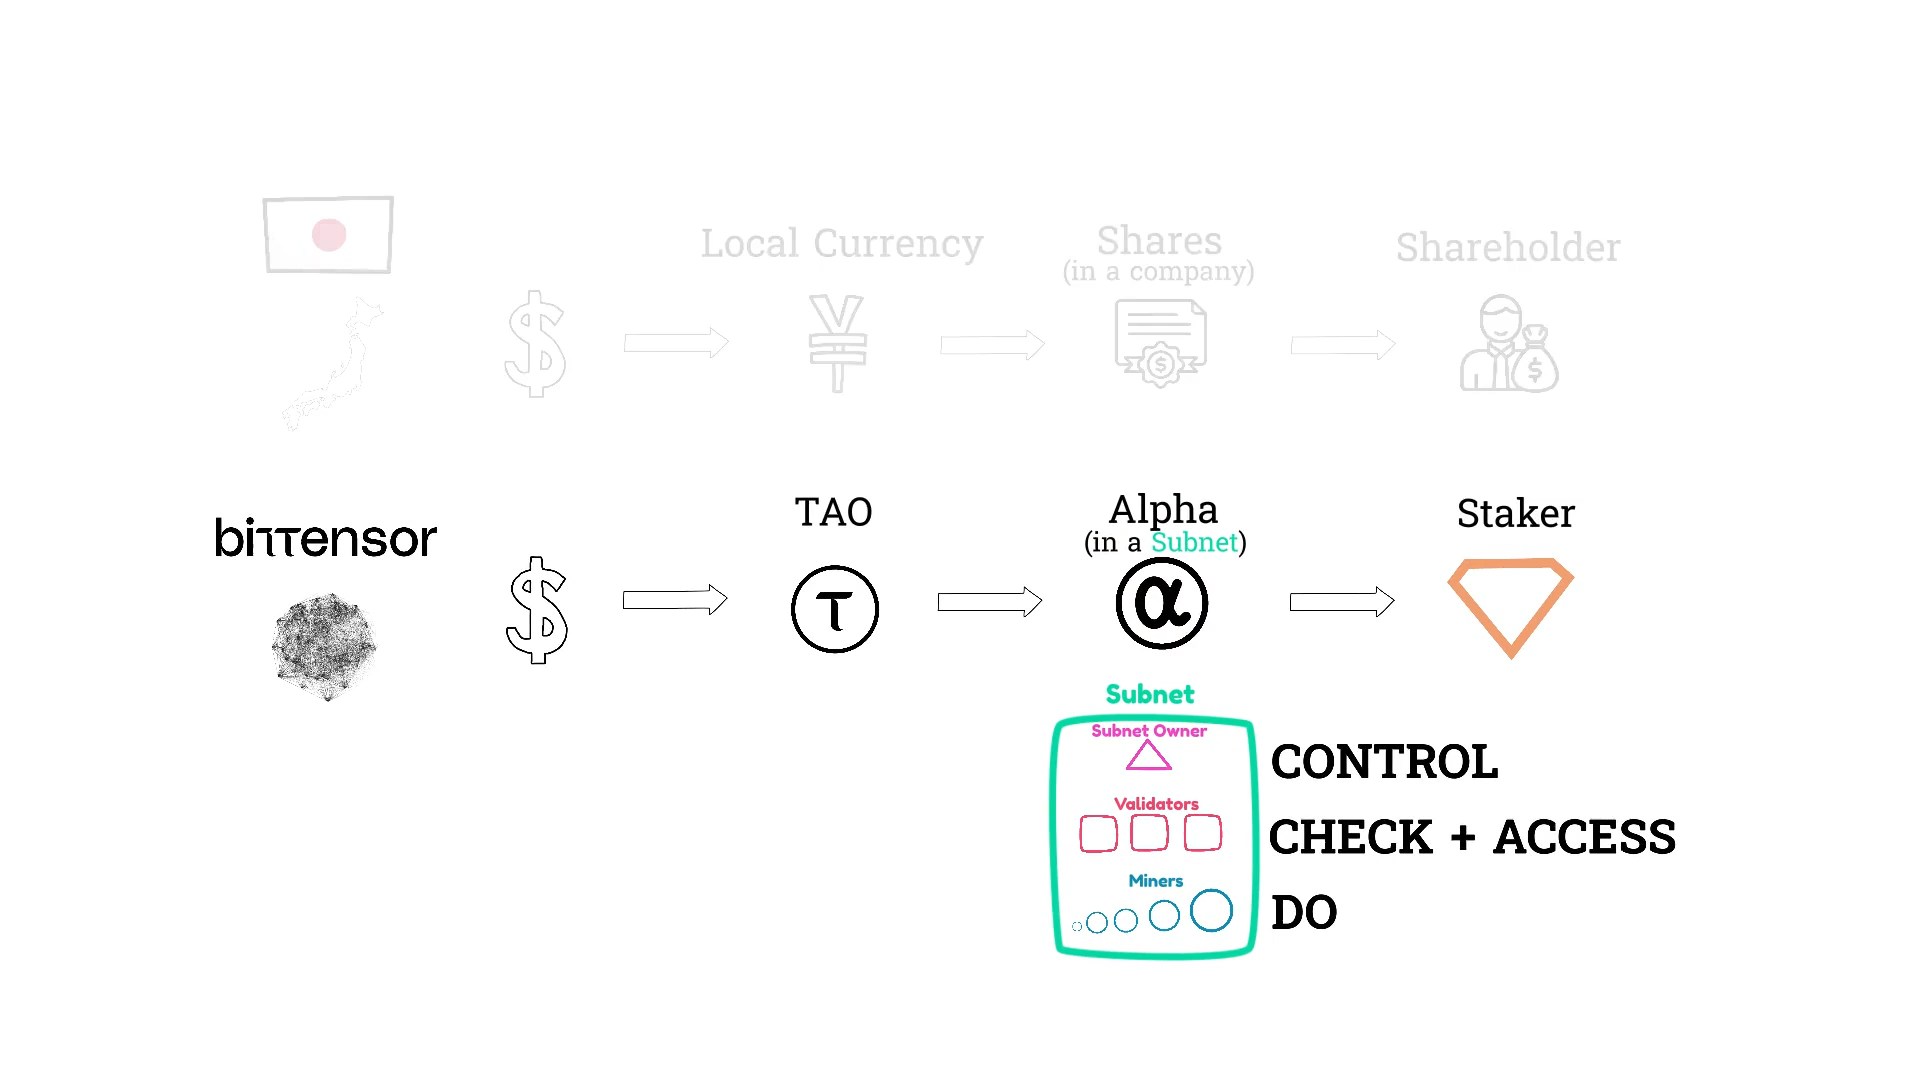 Local Currency
Shares
(in a company)
Shareholder
$
¥
$
$
bittensor
TAO
Alpha
(in a Subnet)
Staker
$
τ
α
Subnet
Subnet Owner
CONTROL
Validators
CHECK + ACCESS
Miners
DO